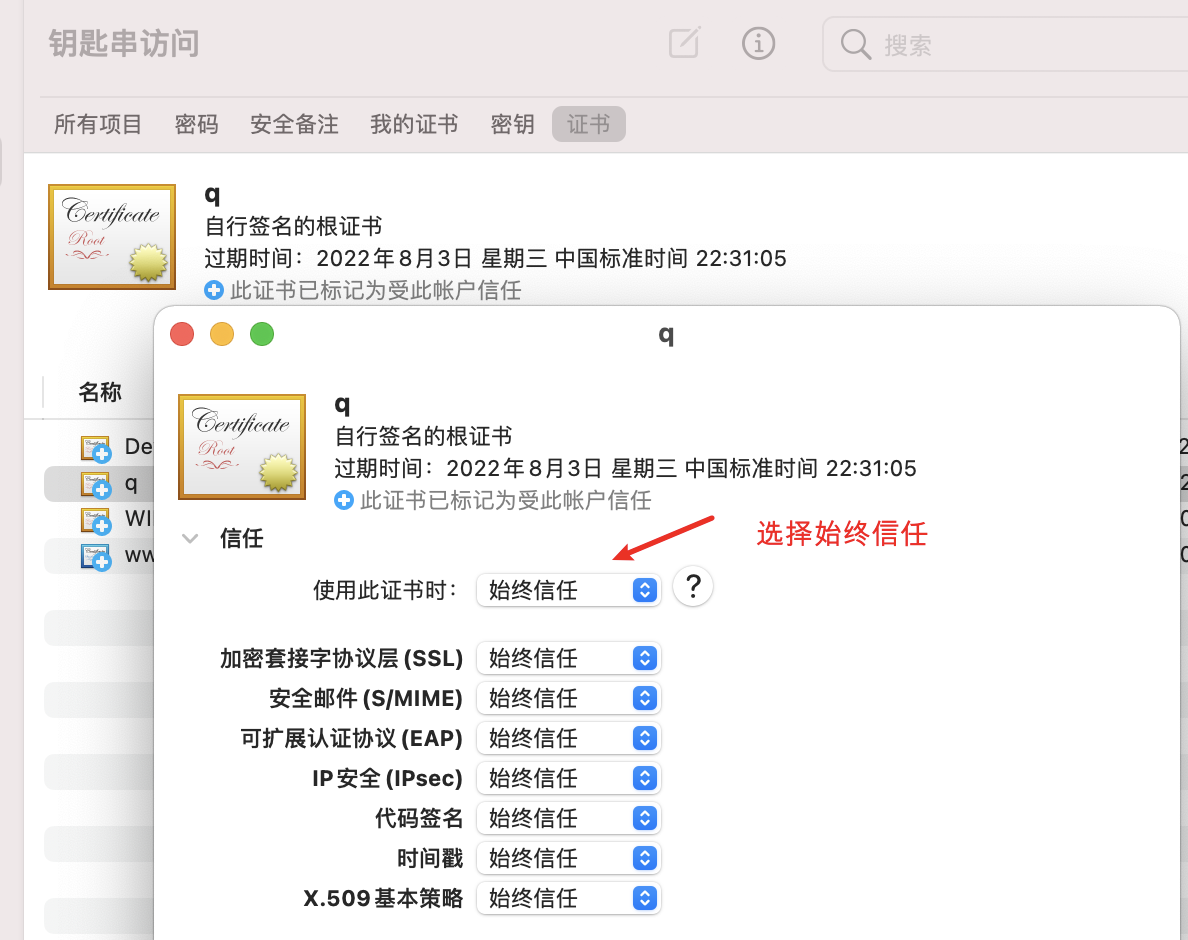 钥匙串访问
搜索
所有项目 密码 安全备注 我的证书 密钥 证书
Certificate
Root
q
自行签名的根证书
过期时间：2022年8月3日 星期三 中国标准时间 22:31:05
此证书已标记为受此帐户信任
q
名称
Certificate
Root
q
自行签名的根证书
过期时间：2022年8月3日 星期三 中国标准时间 22:31:05
此证书已标记为受此帐户信任
De
q
WI
ww
信任
选择始终信任
使用此证书时： 始终信任 ?
加密套接字协议层 (SSL) 始终信任
安全邮件 (S/MIME) 始终信任
可扩展认证协议 (EAP) 始终信任
IP 安全 (IPsec) 始终信任
代码签名 始终信任
时间戳 始终信任
X.509 基本策略 始终信任